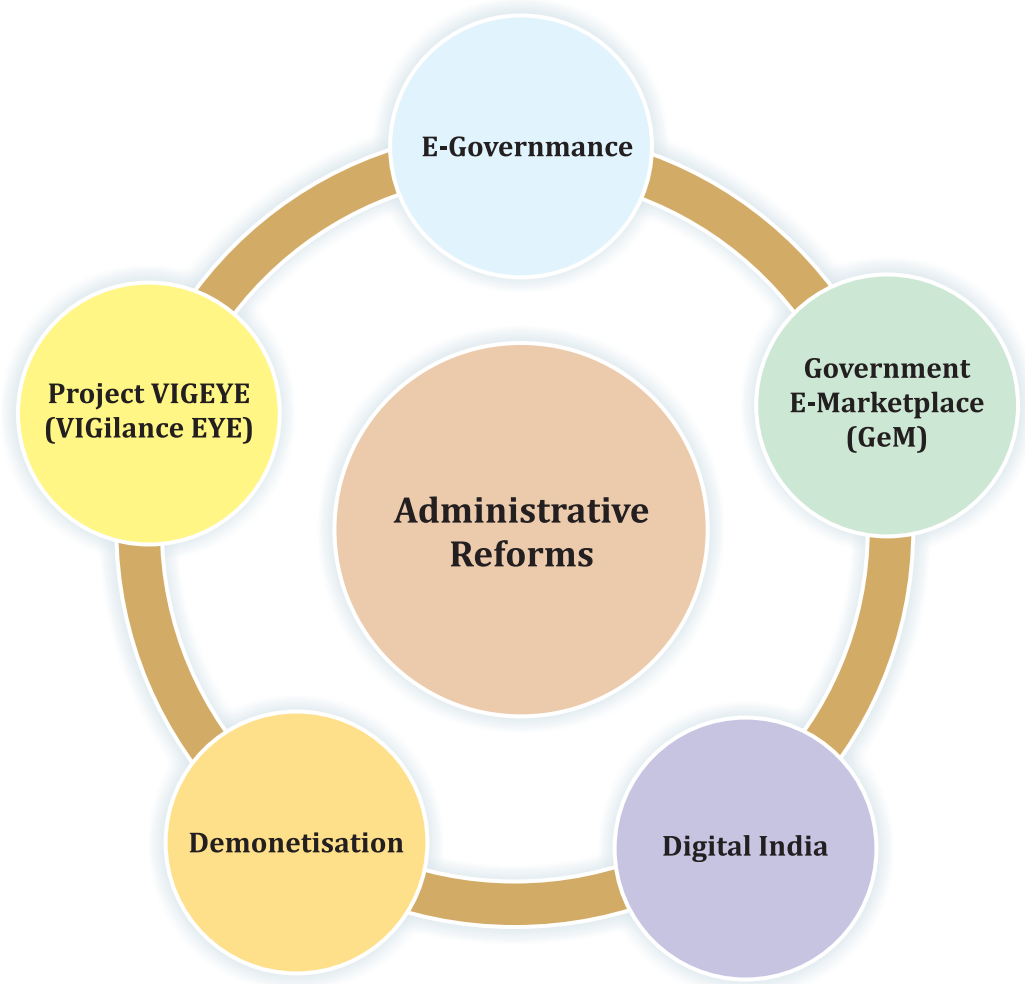 E-Governmance
Government
E-Marketplace
(GeM)
Project VIGEYE
(VIGilance EYE)
Administrative
Reforms
Demonetisation
Digital India